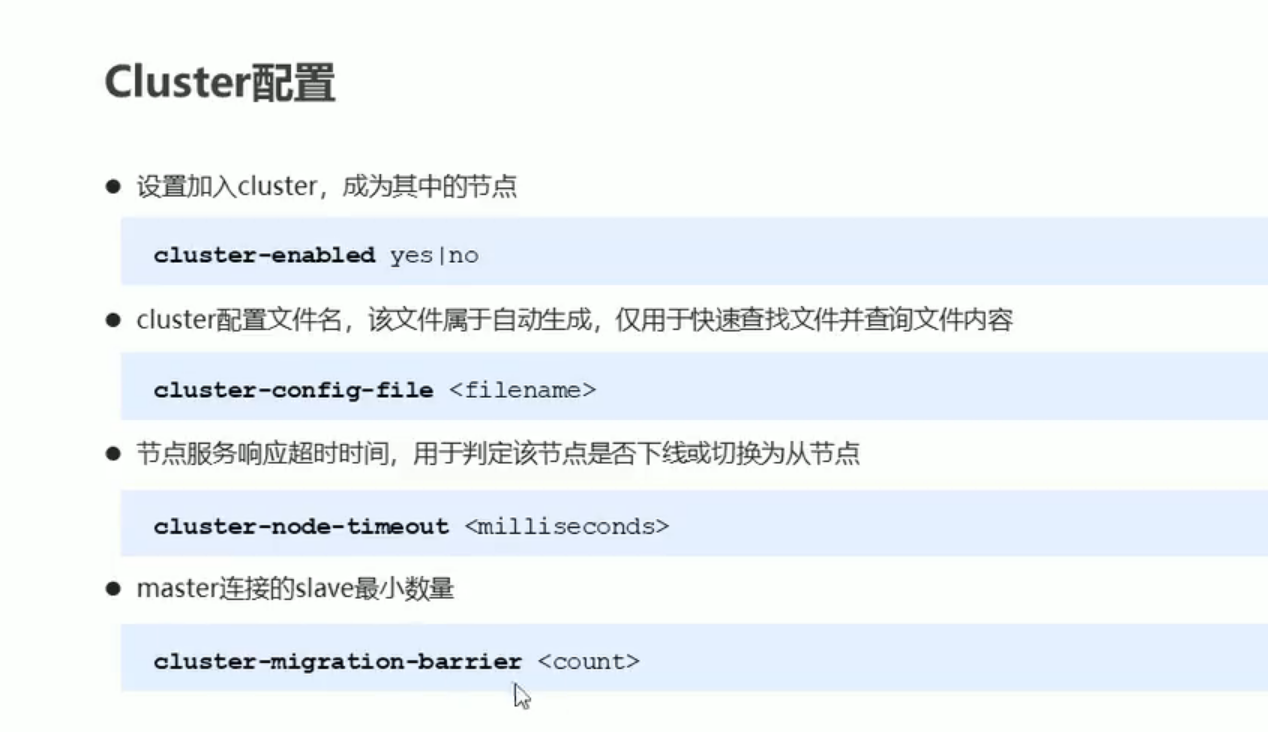 Cluster配置
● 设置加入cluster，成为其中的节点
cluster-enabled yes|no
● cluster配置文件名，该文件属于自动生成，仅用于快速查找文件并查询文件内容
cluster-config-file <filename>
● 节点服务响应超时时间，用于判定该节点是否下线或切换为从节点
cluster-node-timeout <milliseconds>
● master连接的slave最小数量
cluster-migration-barrier <count>